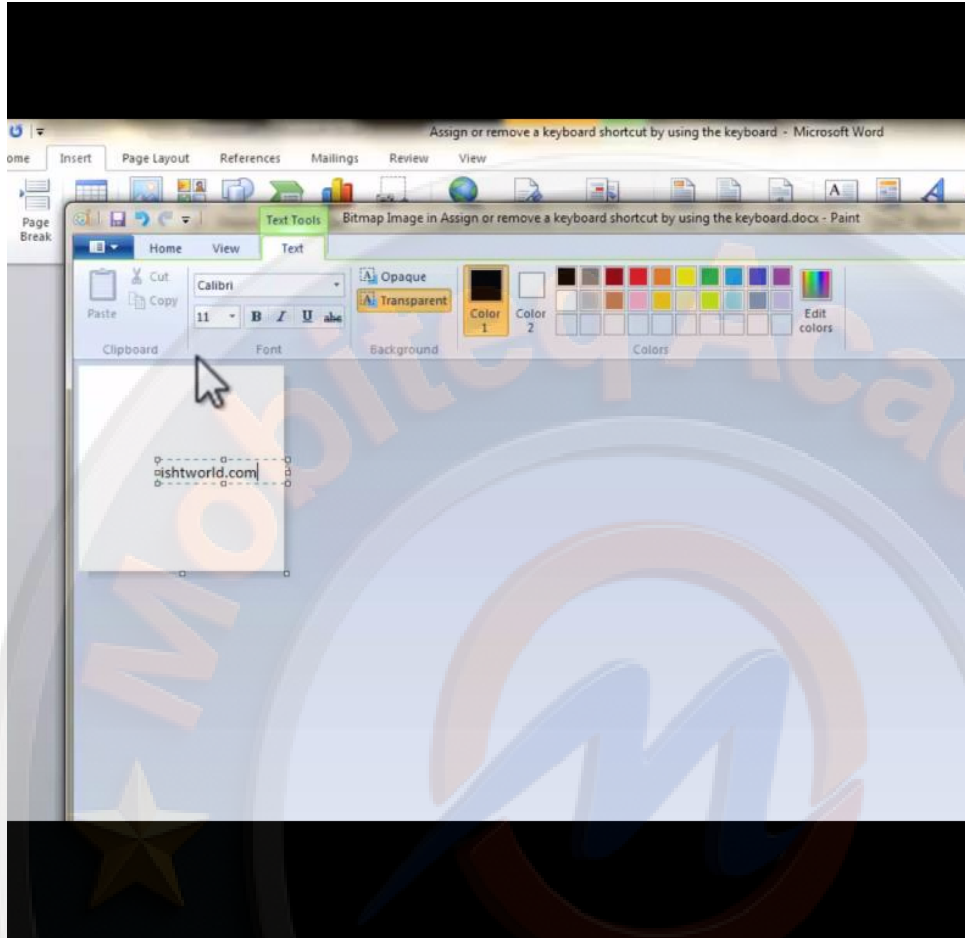 Assign or remove a keyboard shortcut by using the keyboard - Microsoft Word
ome Insert Page Layout References Mailings Review View
Page
Break
Text Tools Bitmap Image in Assign or remove a keyboard shortcut by using the keyboard.docx - Paint
Home View Text
Paste
Cut
Copy
Clipboard
Calibri
11 B I U abc
Font
Opaque
Transparent
Background
Color
1
Color
2
Edit
colors
Colors
ishtworld.com
MobiteqAca